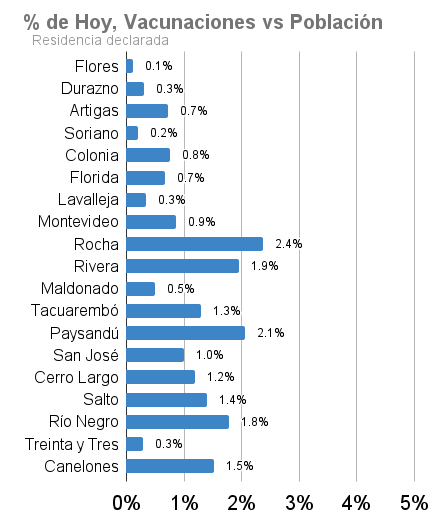 % de Hoy, Vacunaciones vs Población
Residencia declarada
Flores 0.1%
Durazno 0.3%
Artigas 0.7%
Soriano 0.2%
Colonia 0.8%
Florida 0.7%
Lavalleja 0.3%
Montevideo 0.9%
Rocha 2.4%
Rivera 1.9%
Maldonado 0.5%
Tacuarembó 1.3%
Paysandú 2.1%
San José 1.0%
Cerro Largo 1.2%
Salto 1.4%
Río Negro 1.8%
Treinta y Tres 0.3%
Canelones 1.5%
0% 1% 2% 3% 4% 5%